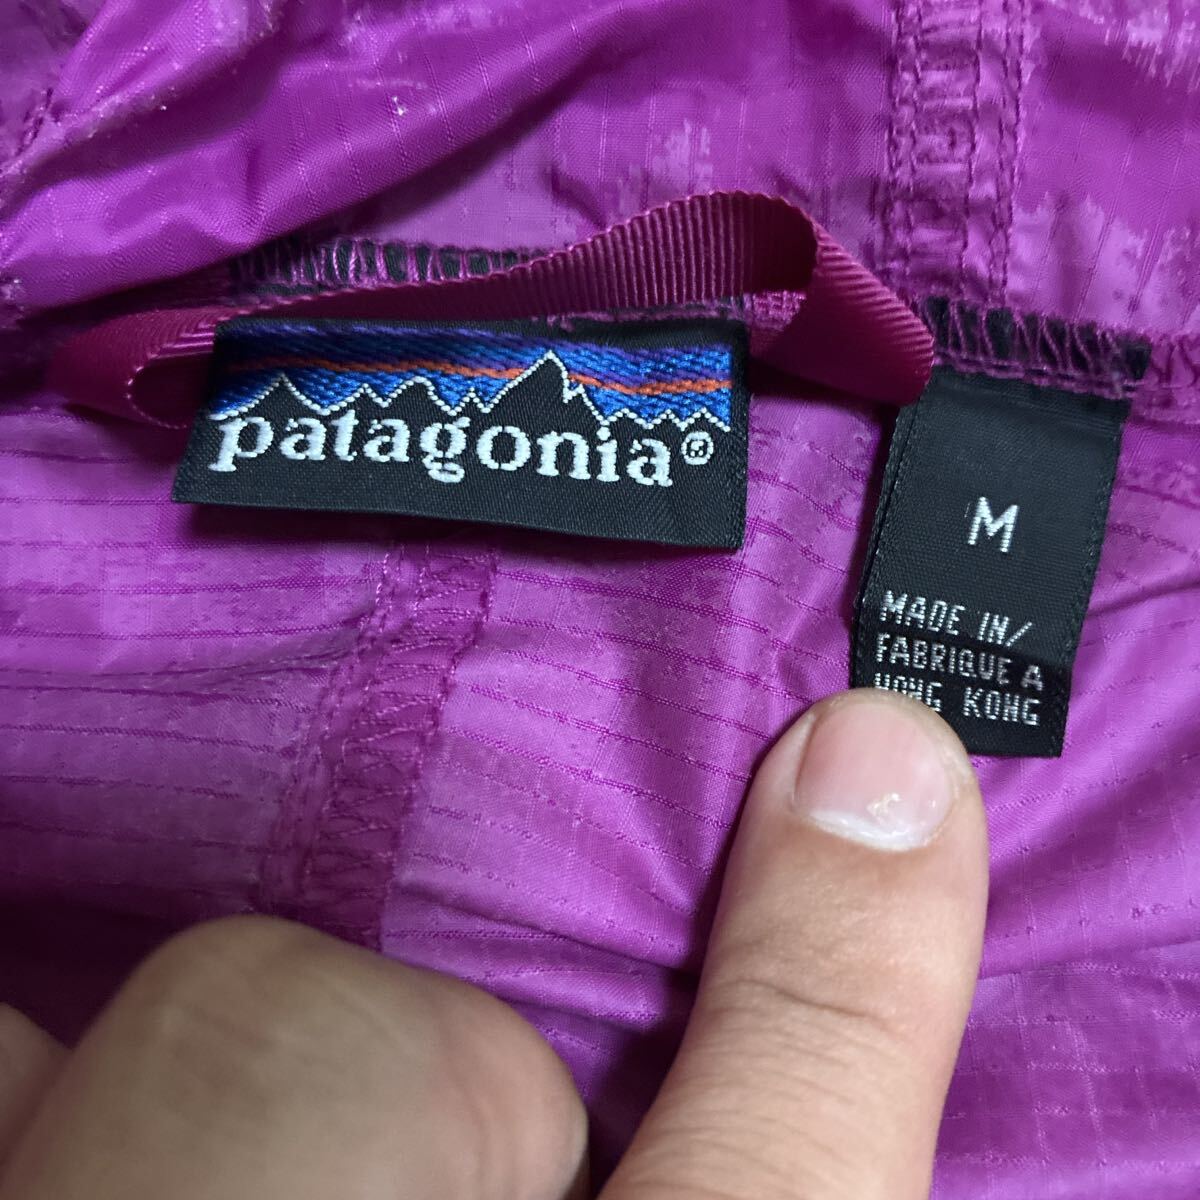 patagonia®
M
MADE IN/
FABRIQUE A
HONG KONG